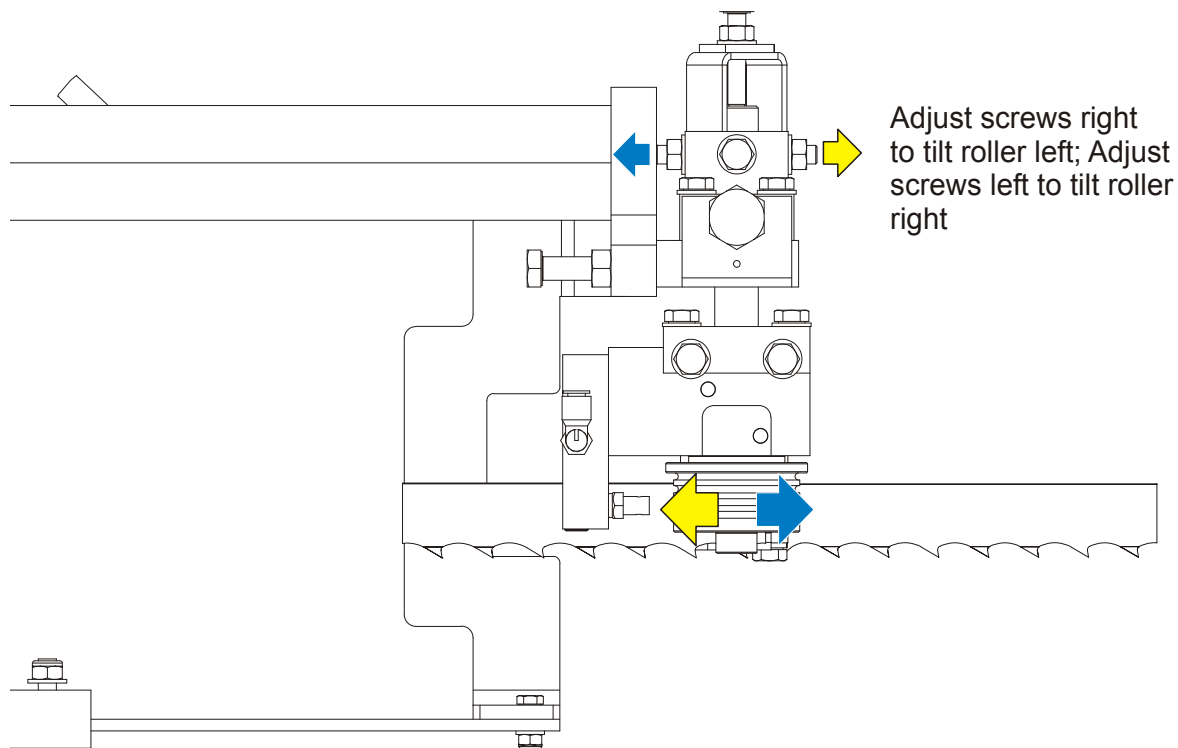 Adjust screws right
to tilt roller left; Adjust
screws left to tilt roller
right